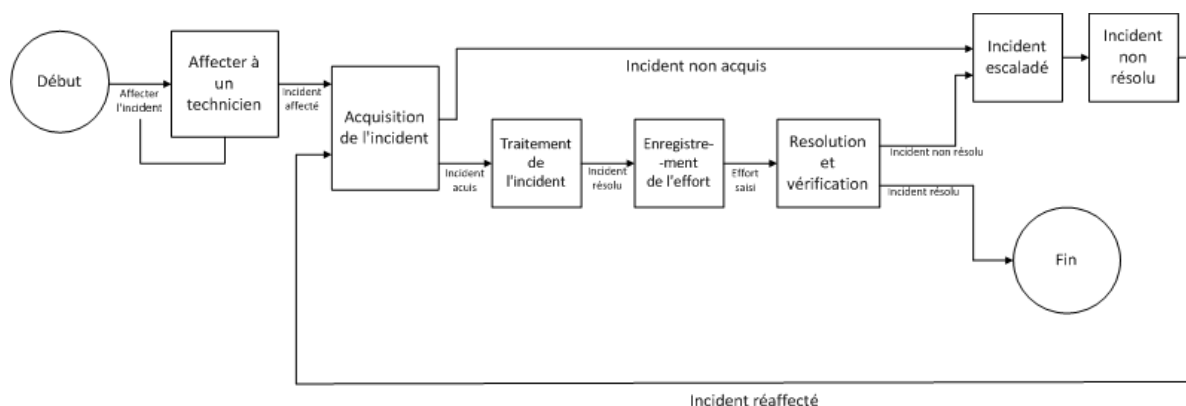 Début
Affecter
l'incident
Affecter à
un
technicien
Incident
affecté
Acquisition
de l'incident
Incident non acquis
Incident
acuis
Traitement
de
l'incident
Incident
résolu
Enregistre-
-ment
de l'effort
Effort
saisi
Resolution
et
vérification
Incident non résolu
Incident résolu
Incident
escaladé
Incident
non
résolu
Fin
Incident réaffecté